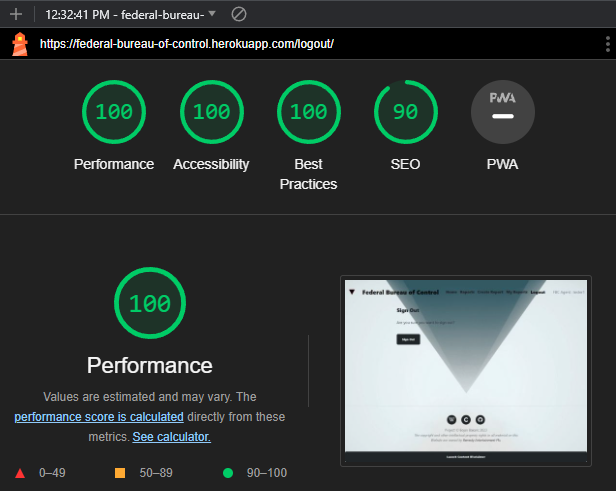 12:32:41 PM - federal-bureau-
https://federal-bureau-of-control.herokuapp.com/logout/
100 100 100 90 PWA
Performance Accessibility Best Practices SEO PWA
100
Performance
Values are estimated and may vary. The
performance score is calculated directly from these
metrics. See calculator.
0–49 50–89 90–100
Federal Bureau of Control
Sign Out
Sign Out